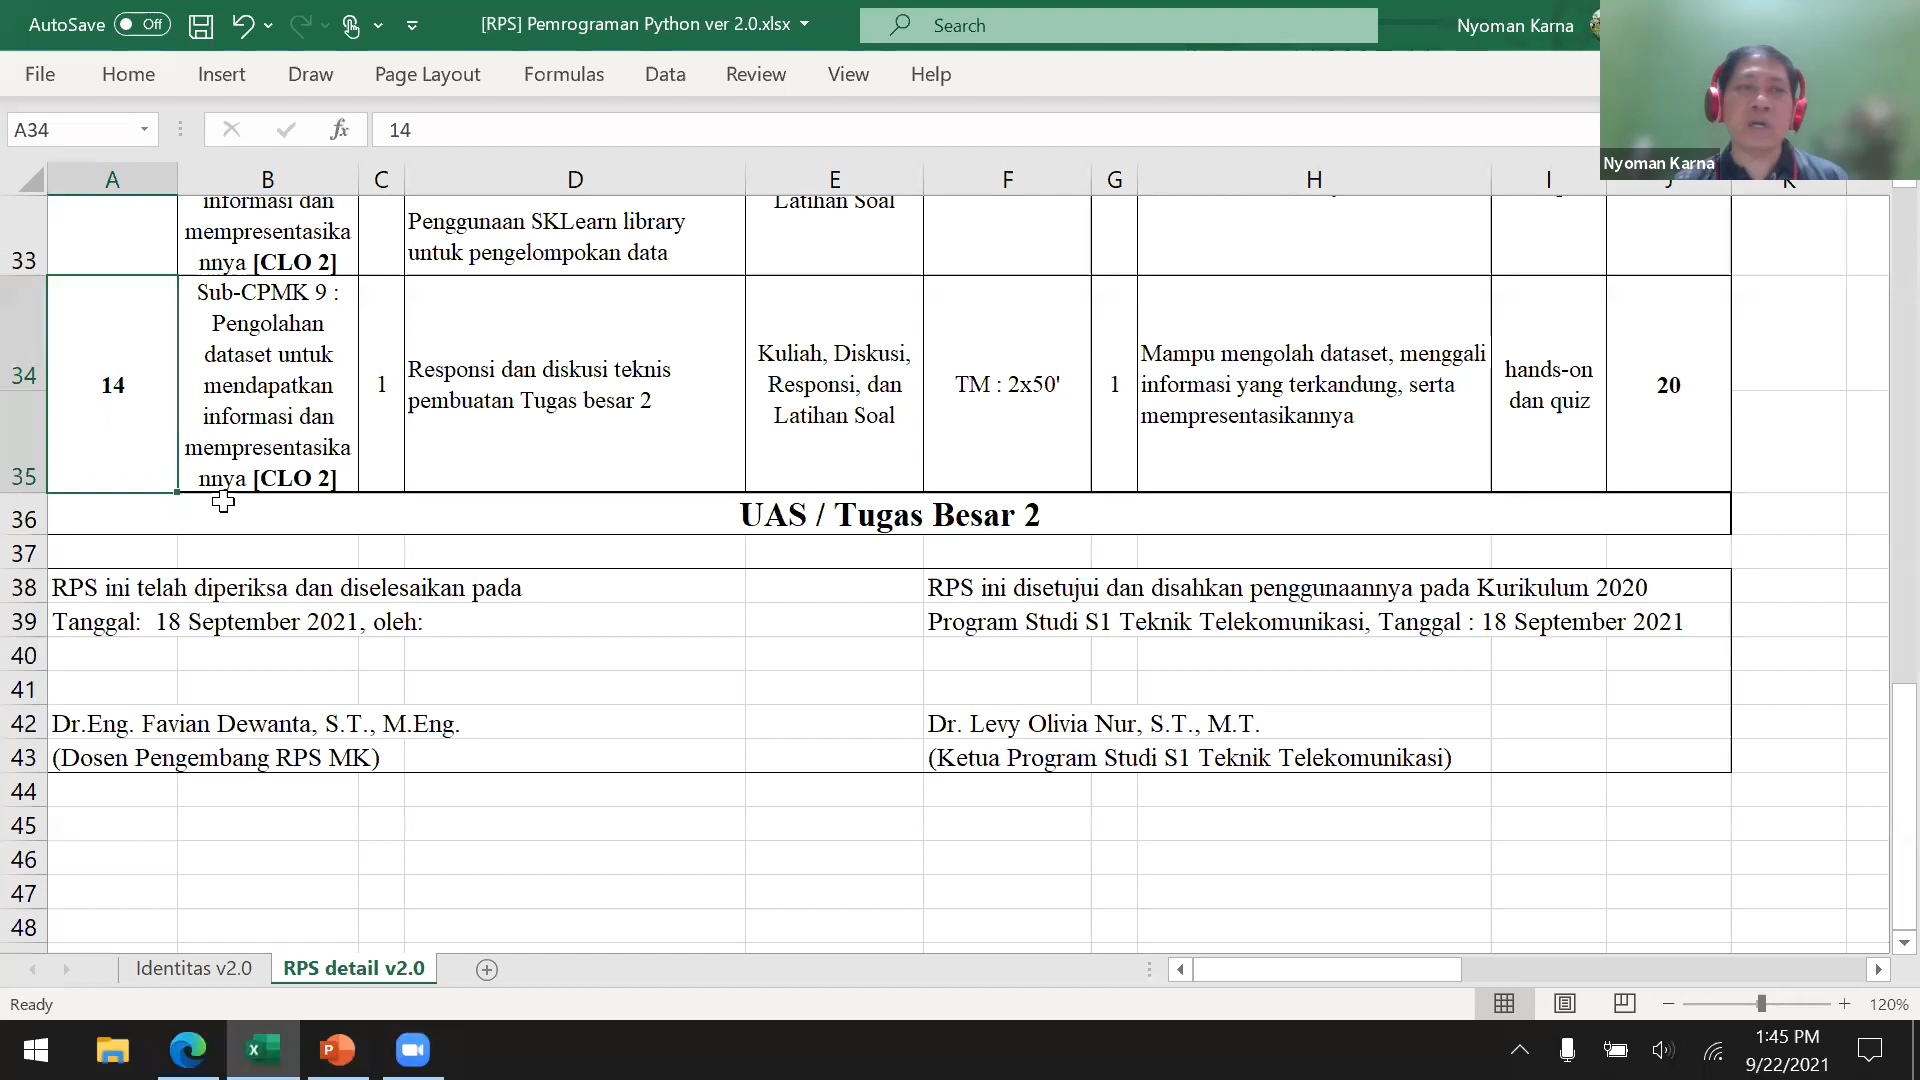 AutoSave Off
[RPS] Pemrograman Python ver 2.0.xlsx
Search
Nyoman Karna
File Home Insert Draw Page Layout Formulas Data Review View Help
A34
fx
14
Nyoman Karna
A B C D E F G H I
33
informasi dan
mempresentasika
nnya [CLO 2]
Penggunaan SKLearn library
untuk pengelompokan data
Latihan Soal
34
35
14
Sub-CPMK 9 :
Pengolahan
dataset untuk
mendapatkan
informasi dan
mempresentasika
nnya [CLO 2]
1
Responsi dan diskusi teknis
pembuatan Tugas besar 2
Kuliah, Diskusi,
Responsi, dan
Latihan Soal
TM : 2x50'
1
Mampu mengolah dataset, menggali
informasi yang terkandung, serta
mempresentasikannya
hands-on
dan quiz
20
36
UAS / Tugas Besar 2
37
38
RPS ini telah diperiksa dan diselesaikan pada
RPS ini disetujui dan disahkan penggunaannya pada Kurikulum 2020
39
Tanggal: 18 September 2021, oleh:
Program Studi S1 Teknik Telekomunikasi, Tanggal : 18 September 2021
40
41
42
Dr.Eng. Favian Dewanta, S.T., M.Eng.
Dr. Levy Olivia Nur, S.T., M.T.
43
(Dosen Pengembang RPS MK)
(Ketua Program Studi S1 Teknik Telekomunikasi)
44
45
46
47
48
Identitas v2.0
RPS detail v2.0
Ready
120%
1:45 PM
9/22/2021